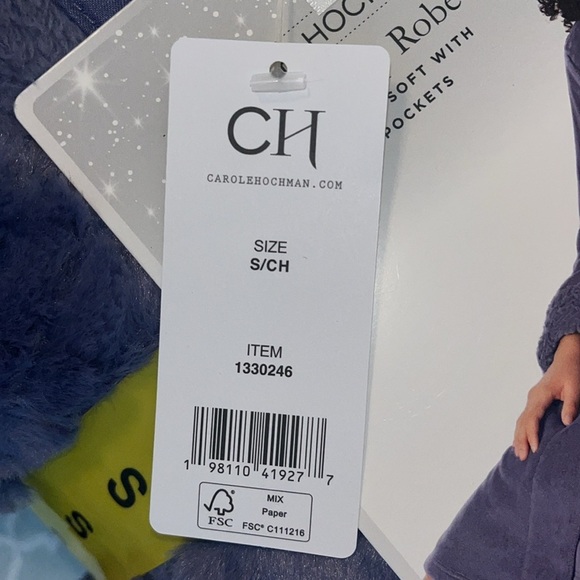 HOCH
Robe
SOFT WITH
POCKETS
CH
CAROLEHOCHMAN.COM
SIZE
S/CH
ITEM
1330246
1 98110 41927 7
MIX
Paper
FSC
FSC® C111216
S
S